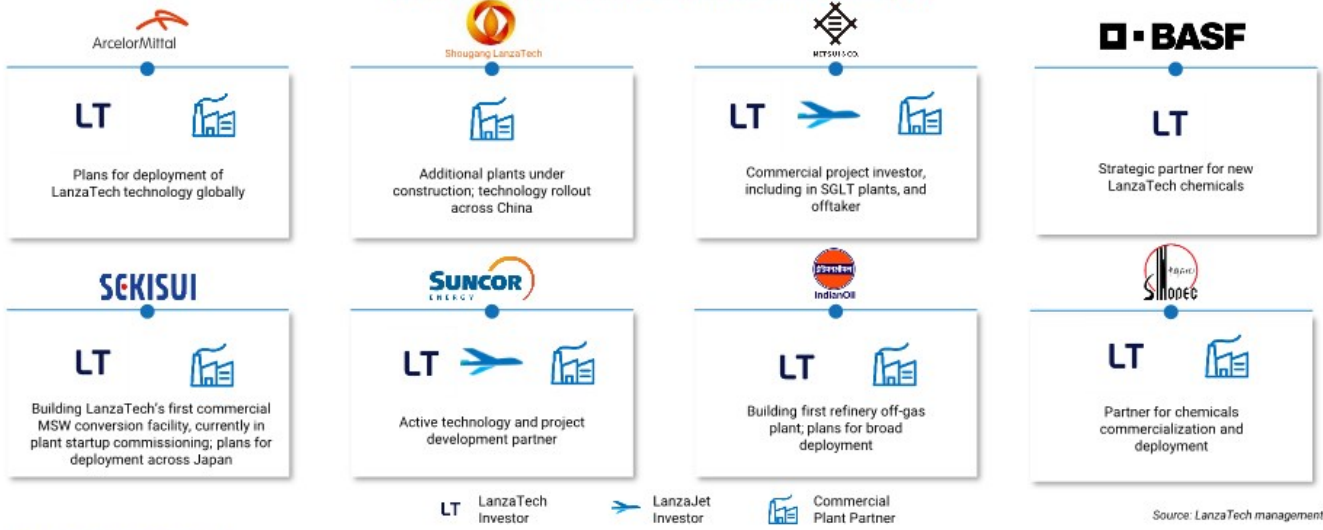 ArcelorMittal
Shougang LanzaTech
MITSUI & CO.
BASF
LT
LT
LT
Plans for deployment of
LanzaTech technology globally
Additional plants under
construction; technology rollout
across China
Commercial project investor,
including in SGLT plants, and
offtaker
Strategic partner for new
LanzaTech chemicals
SEKISUI
SUNCOR
ENERGY
इंडियनऑयल
IndianOil
SINOPEC
LT
LT
LT
LT
Building LanzaTech's first commercial
MSW conversion facility, currently in
plant startup commissioning; plans for
deployment across Japan
Active technology and project
development partner
Building first refinery off-gas
plant; plans for broad
deployment
Partner for chemicals
commercialization and
deployment
LT
LanzaTech
Investor
LanzaJet
Investor
Commercial
Plant Partner
Source: LanzaTech management